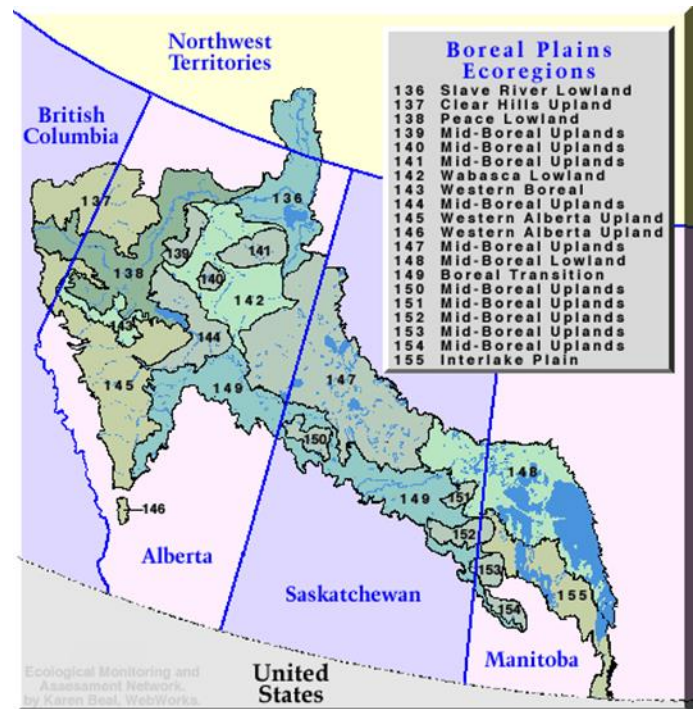 Northwest
Territories
British
Columbia
Boreal Plains
Ecoregions
136 Slave River Lowland
137 Clear Hills Upland
138 Peace Lowland
139 Mid-Boreal Uplands
140 Mid-Boreal Uplands
141 Mid-Boreal Uplands
142 Wabasca Lowland
143 Western Boreal
144 Mid-Boreal Uplands
145 Western Alberta Upland
146 Western Alberta Upland
147 Mid-Boreal Uplands
148 Mid-Boreal Lowland
149 Boreal Transition
150 Mid-Boreal Uplands
151 Mid-Boreal Uplands
152 Mid-Boreal Uplands
153 Mid-Boreal Uplands
154 Mid-Boreal Uplands
155 Interlake Plain
137
136
138
139
141
140
142
143
144
145
149
147
150
148
149
151
146
152
Alberta
153
155
Saskatchewan
154
Manitoba
United
States
Ecological Monitoring and
Assessment Network.
by Karen Beal, WebWorks.